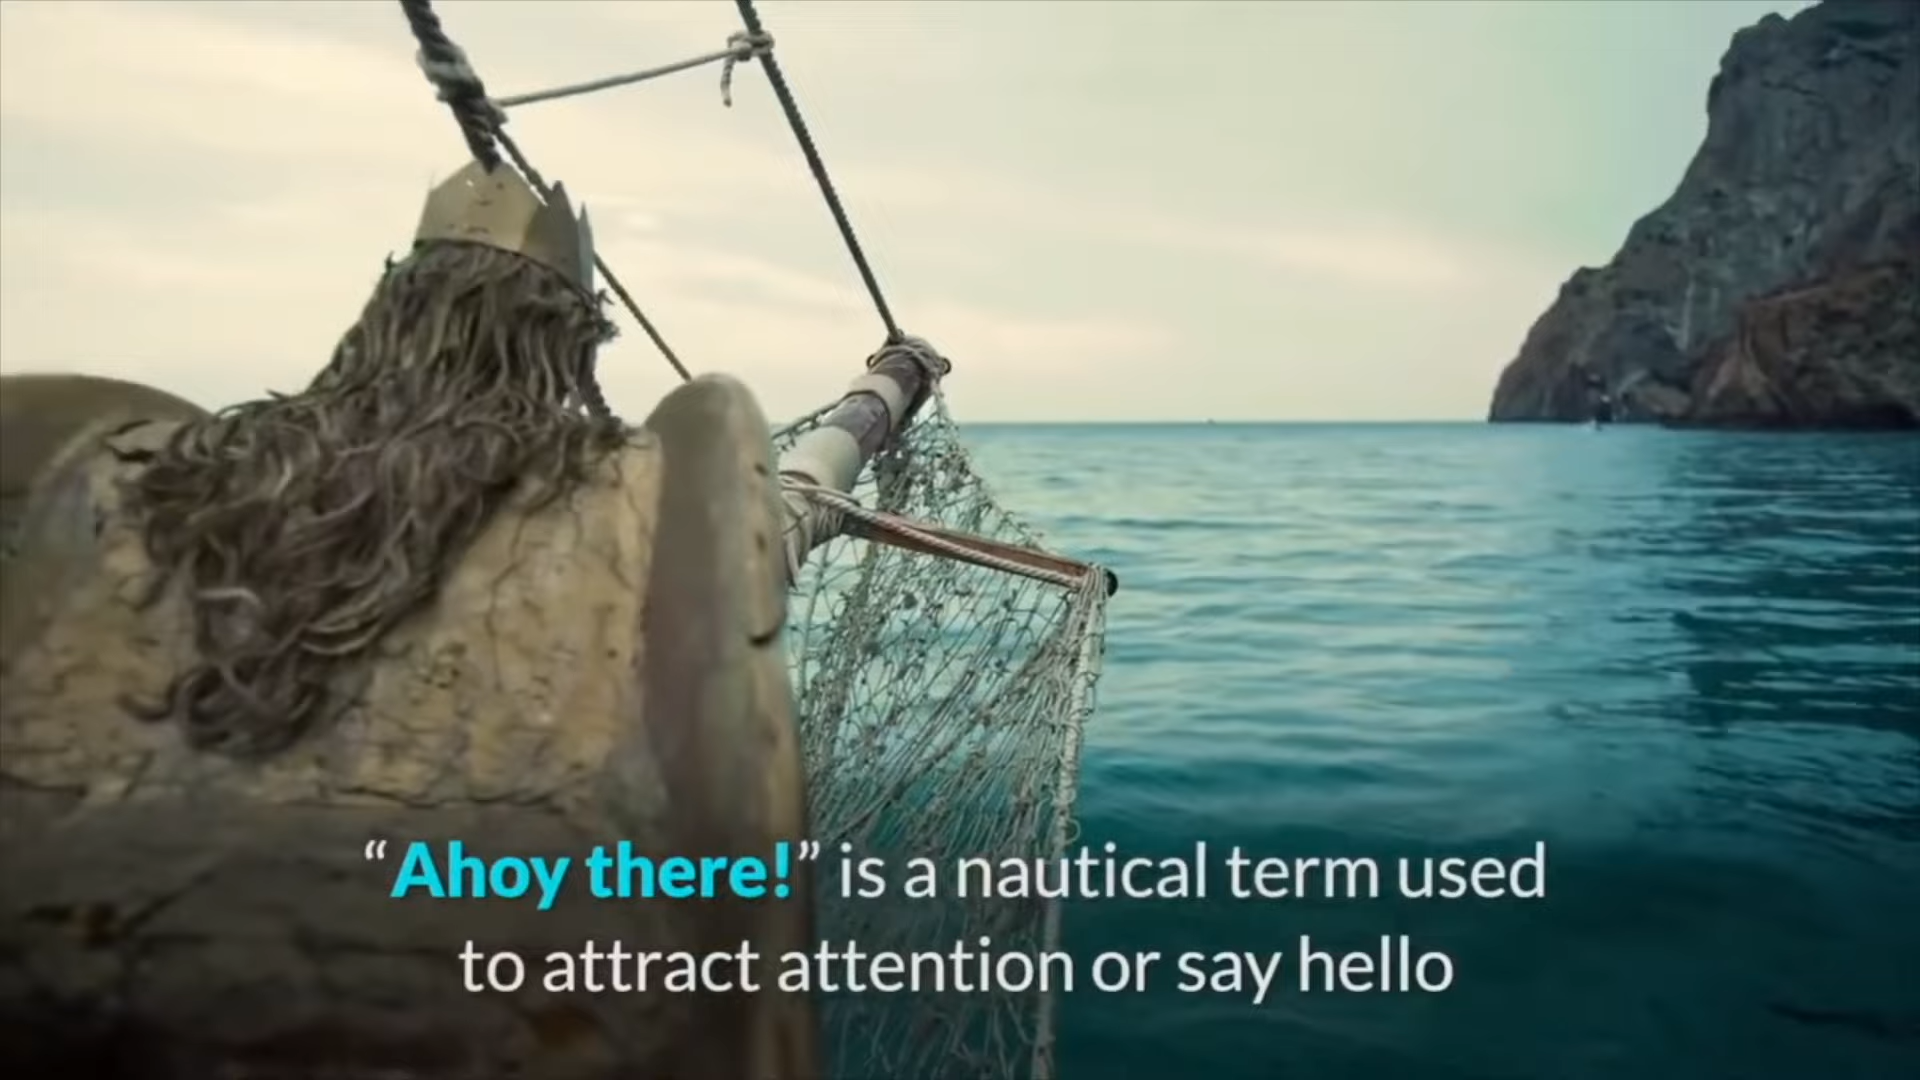 “Ahoy there!” is a nautical term used
to attract attention or say hello